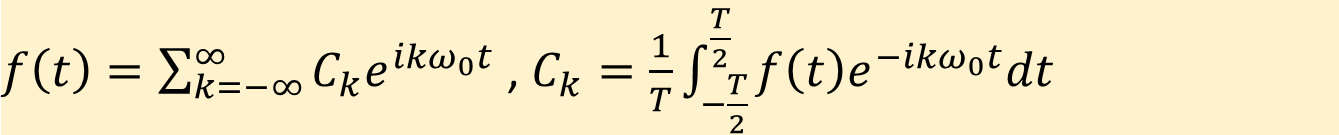 f(t) = ∑_{k=-∞}^{∞} C_k e^{ikω_0 t} , C_k = \frac{1}{T} ∫_{-\frac{T}{2}}^{\frac{T}{2}} f(t) e^{-ikω_0 t} dt